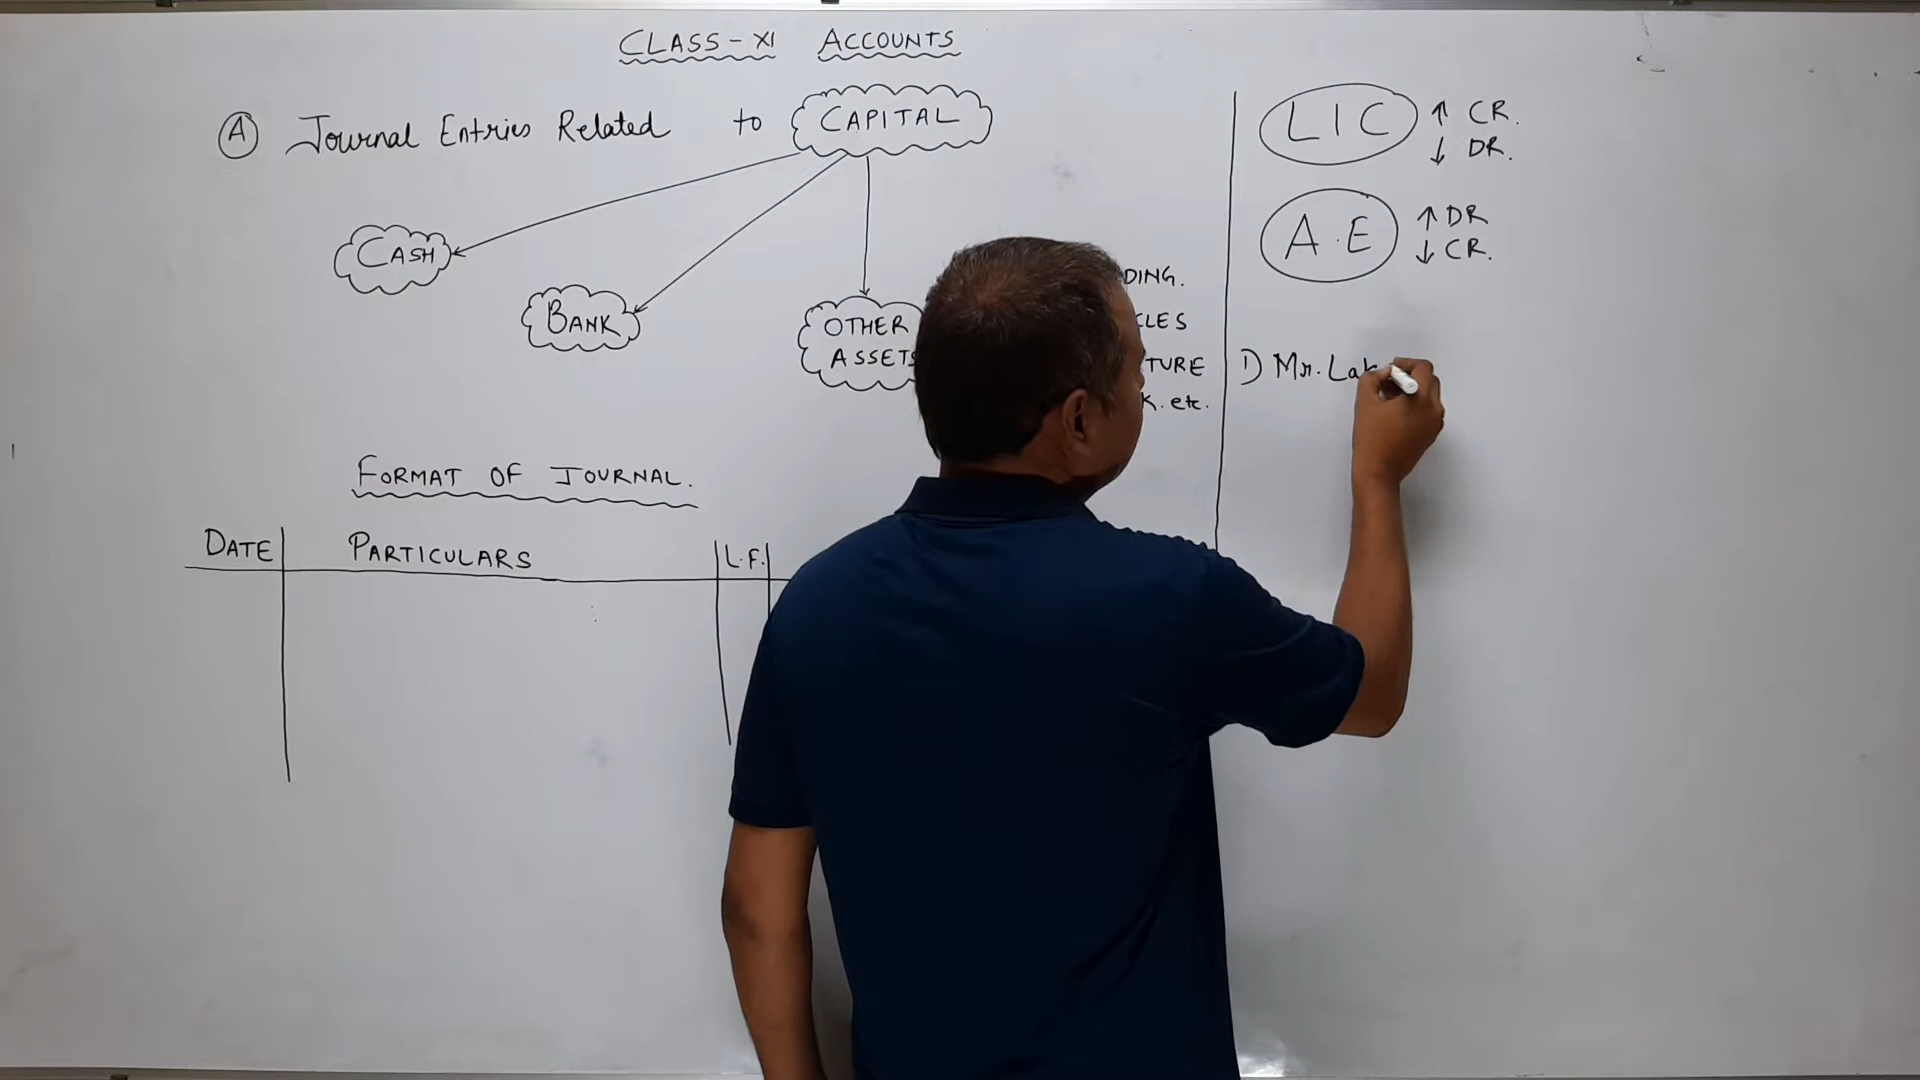 CLASS-XI ACCOUNTS
A Journal Entries Related to CAPITAL
CASH
BANK
OTHER
ASSETS
DING.
CLES
TURE
K. etc.
FORMAT OF JOURNAL.
DATE PARTICULARS L.F.
LIC ↑ CR.
↓ DR.
A.E ↑ DR
↓ CR.
1) Mr. Lak